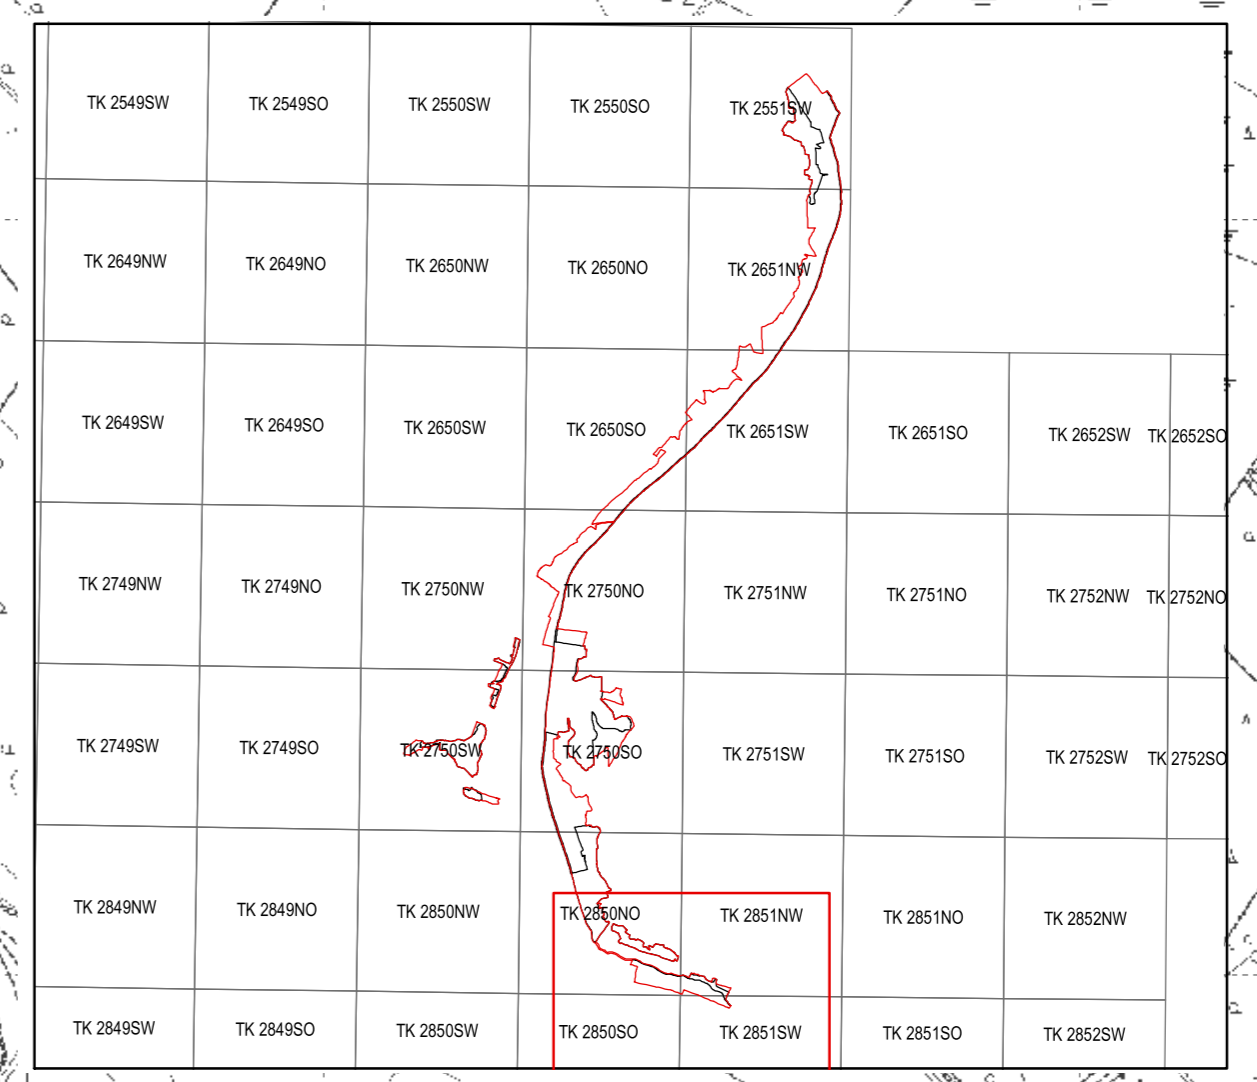 TK 2549SW TK 2549SO TK 2550SW TK 2550SO TK 2551SW
TK 2649NW TK 2649NO TK 2650NW TK 2650NO TK 2651NW
TK 2649SW TK 2649SO TK 2650SW TK 2650SO TK 2651SW TK 2651SO TK 2652SW TK 2652SO
TK 2749NW TK 2749NO TK 2750NW TK 2750NO TK 2751NW TK 2751NO TK 2752NW TK 2752NO
TK 2749SW TK 2749SO TK 2750SW TK 2750SO TK 2751SW TK 2751SO TK 2752SW TK 2752SO
TK 2849NW TK 2849NO TK 2850NW TK 2850NO TK 2851NW TK 2851NO TK 2852NW
TK 2849SW TK 2849SO TK 2850SW TK 2850SO TK 2851SW TK 2851SO TK 2852SW